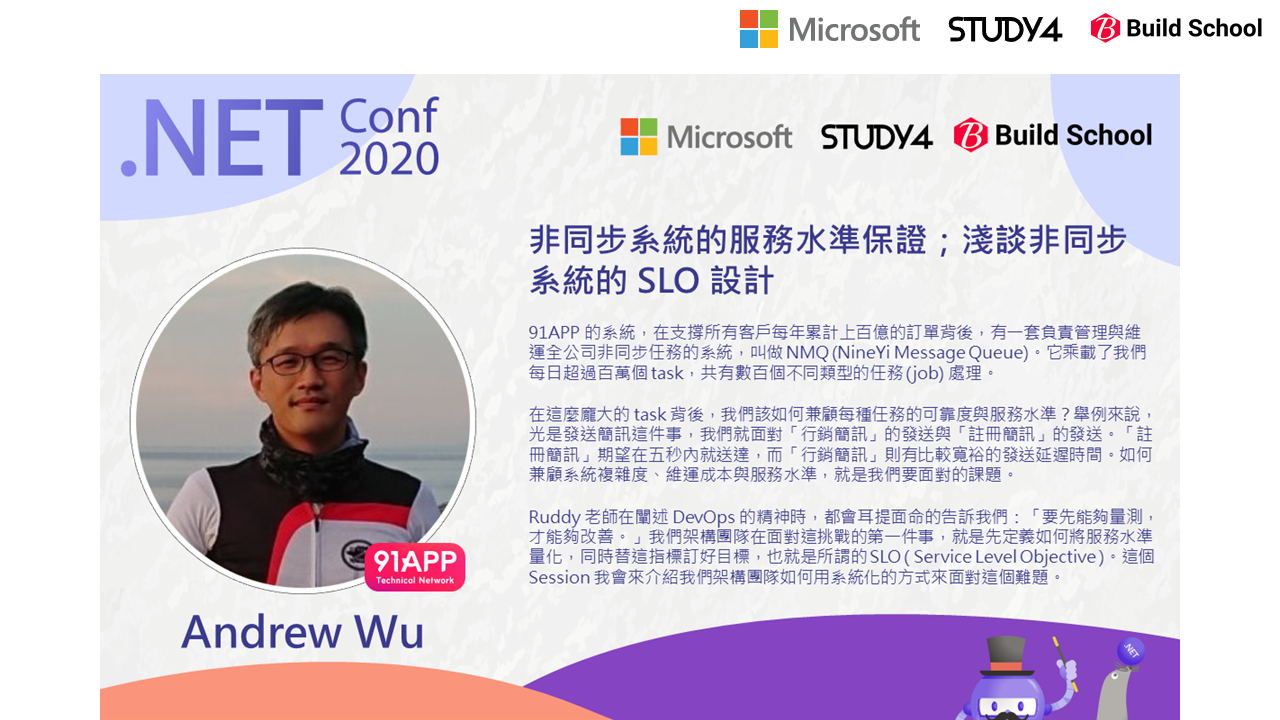 Microsoft STUDY4 Build School
.NET Conf 2020
Microsoft STUDY4 Build School
非同步系統的服務水準保證；淺談非同步
系統的 SLO 設計
91APP 的系統，在支撐所有客戶每年累計上百億的訂單背後，有一套負責管理與維
運全公司非同步任務的系統，叫做 NMQ (NineYi Message Queue)。它乘載了我們
每日超過百萬個 task，共有數百個不同類型的任務 (job) 處理。
在這麼龐大的 task 背後，我們該如何兼顧每種任務的可靠度與服務水準？舉例來說，
光是發送簡訊這件事，我們就面對「行銷簡訊」的發送與「註冊簡訊」的發送。「註
冊簡訊」期望在五秒內就送達，而「行銷簡訊」則有比較寬裕的發送延遲時間。如何
兼顧系統複雜度、維運成本與服務水準，就是我們要面對的課題。
Ruddy 老師在闡述 DevOps 的精神時，都會耳提面命的告訴我們：「要先能夠量測，
才能夠改善。」我們架構團隊在面對這挑戰的第一件事，就是先定義如何將服務水準
量化，同時替這指標訂好目標，也就是所謂的 SLO ( Service Level Objective )。這個
Session 我會來介紹我們架構團隊如何用系統化的方式來面對這個難題。
91APP
Technical Network
Andrew Wu
.NET